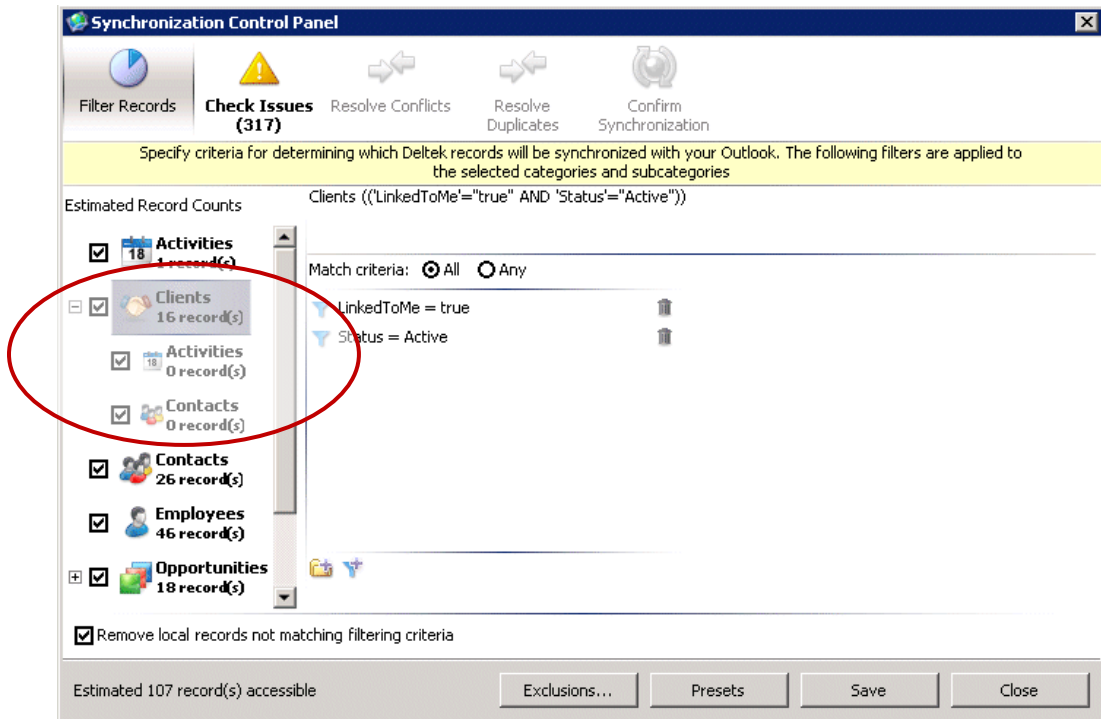 Synchronization Control Panel
Filter Records
Check Issues
(317)
Resolve Conflicts
Resolve
Duplicates
Confirm
Synchronization
Specify criteria for determining which Deltek records will be synchronized with your Outlook. The following filters are applied to
the selected categories and subcategories
Estimated Record Counts
Clients (('LinkedToMe'="true" AND 'Status'="Active"))
18
Activities
1 record(s)
Clients
16 record(s)
18
Activities
0 record(s)
Contacts
0 record(s)
Contacts
26 record(s)
Employees
46 record(s)
Opportunities
18 record(s)
Match criteria: All Any
LinkedToMe = true
Status = Active
Remove local records not matching filtering criteria
Estimated 107 record(s) accessible
Exclusions...
Presets
Save
Close